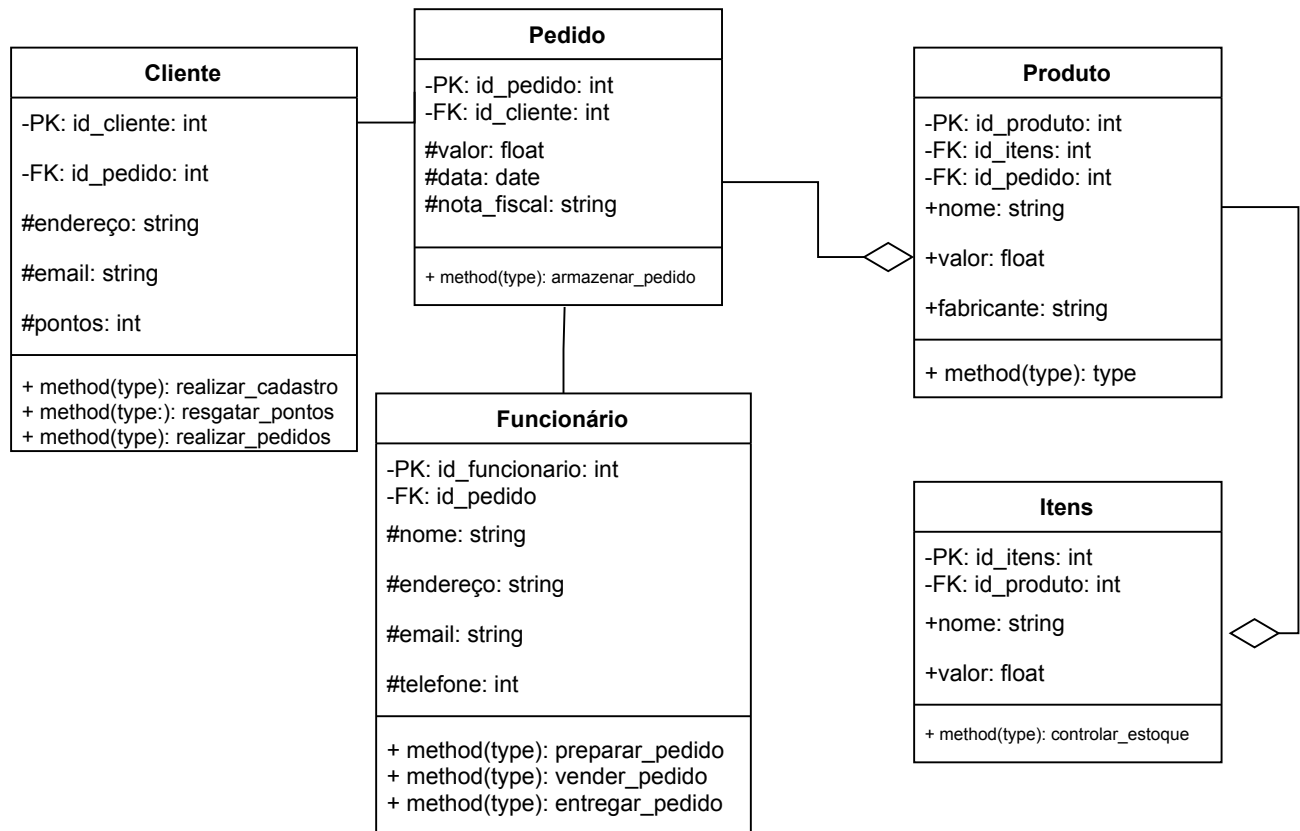 Cliente
-PK: id_cliente: int
-FK: id_pedido: int
#endereço: string
#email: string
#pontos: int
+ method(type): realizar_cadastro
+ method(type:): resgatar_pontos
+ method(type): realizar_pedidos
Pedido
-PK: id_pedido: int
-FK: id_cliente: int
#valor: float
#data: date
#nota_fiscal: string
+ method(type): armazenar_pedido
Produto
-PK: id_produto: int
-FK: id_itens: int
-FK: id_pedido: int
+nome: string
+valor: float
+fabricante: string
+ method(type): type
Funcionário
-PK: id_funcionario: int
-FK: id_pedido
#nome: string
#endereço: string
#email: string
#telefone: int
+ method(type): preparar_pedido
+ method(type): vender_pedido
+ method(type): entregar_pedido
Itens
-PK: id_itens: int
-FK: id_produto: int
+nome: string
+valor: float
+ method(type): controlar_estoque